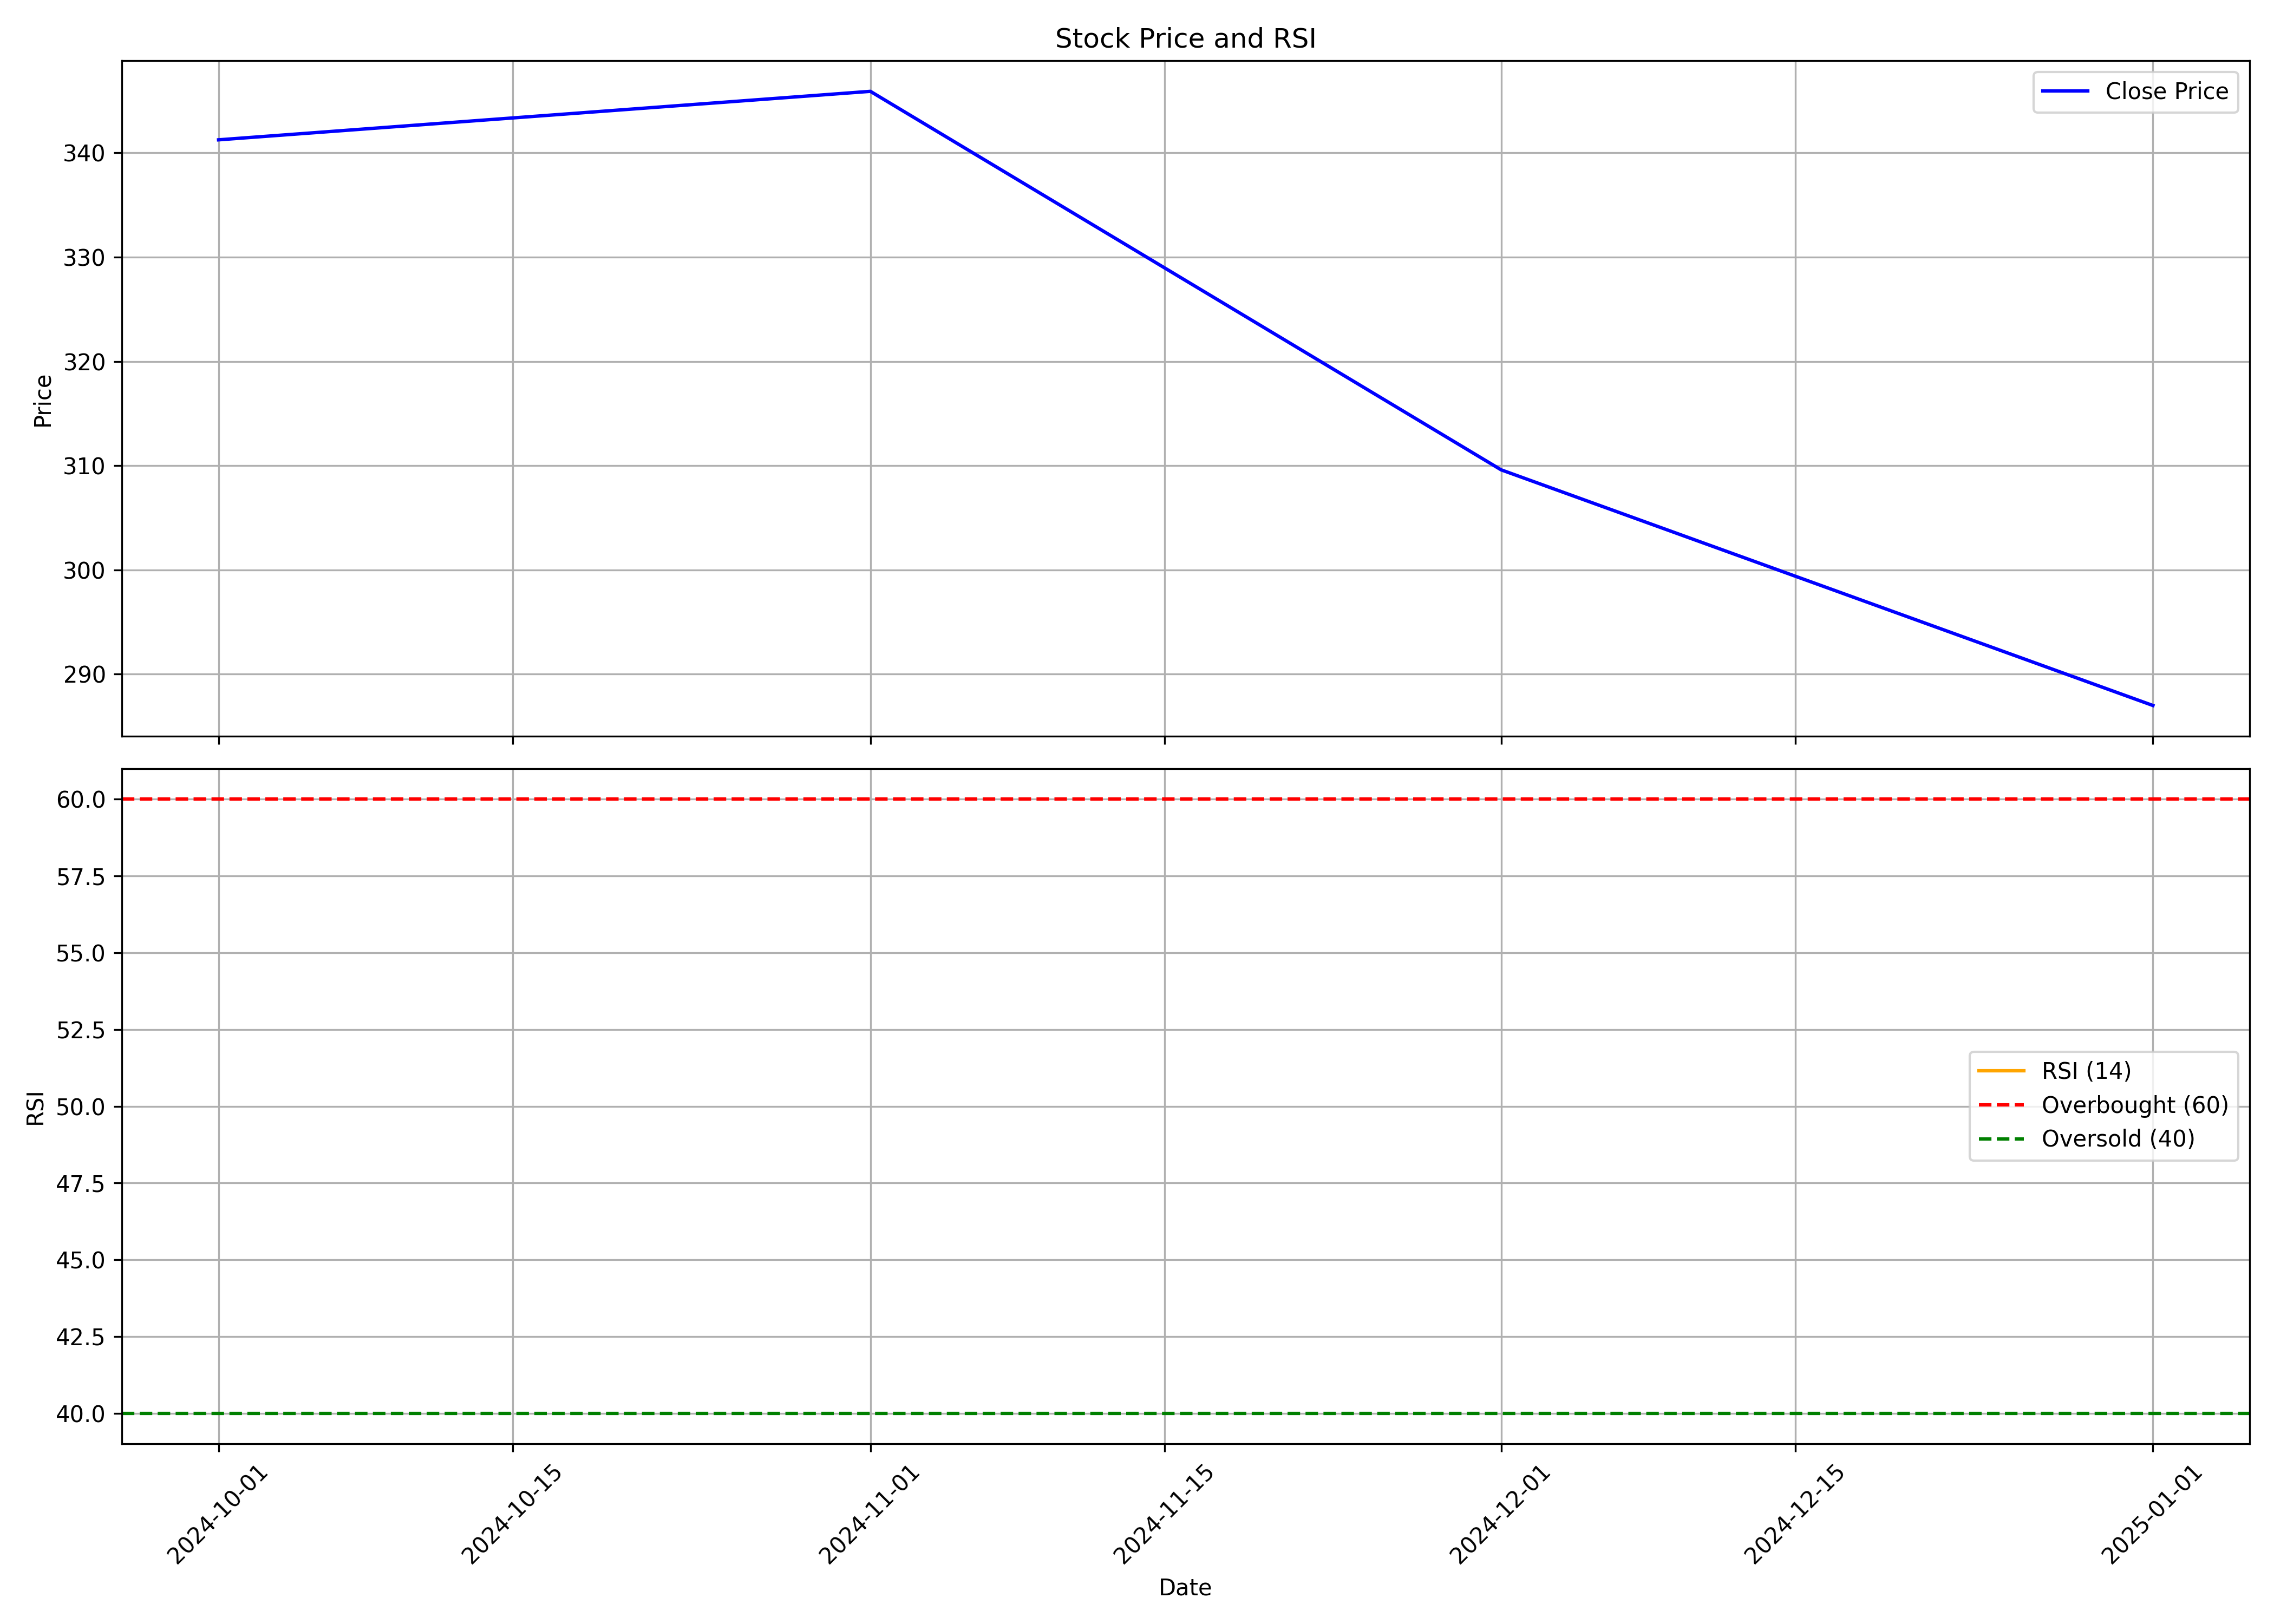 Stock Price and RSI
Close Price
340
330
320
310
300
290
Price
60.0
57.5
55.0
52.5
50.0
47.5
45.0
42.5
40.0
RSI
RSI (14)
Overbought (60)
Oversold (40)
2024-10-01
2024-10-15
2024-11-01
2024-11-15
2024-12-01
2024-12-15
2025-01-01
Date